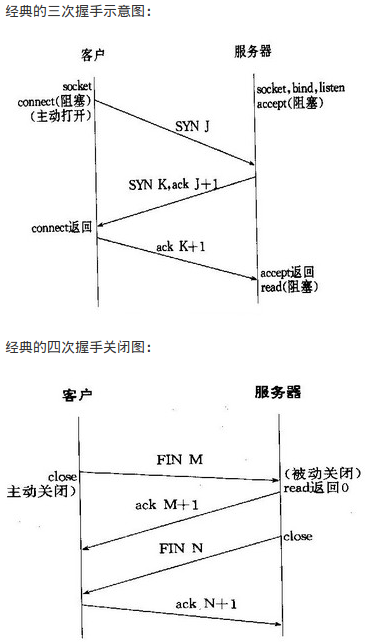 经典的三次握手示意图：
客户
服务器
socket
connect(阻塞)
(主动打开)
socket, bind, listen
accept(阻塞)
SYN J
SYN K, ack J+1
connect返回
ack K+1
accept返回
read(阻塞)
经典的四次握手关闭图：
客户
服务器
close
主动关闭)
FIN M
(被动关闭)
read返回0
ack M+1
close
FIN N
ack N+1